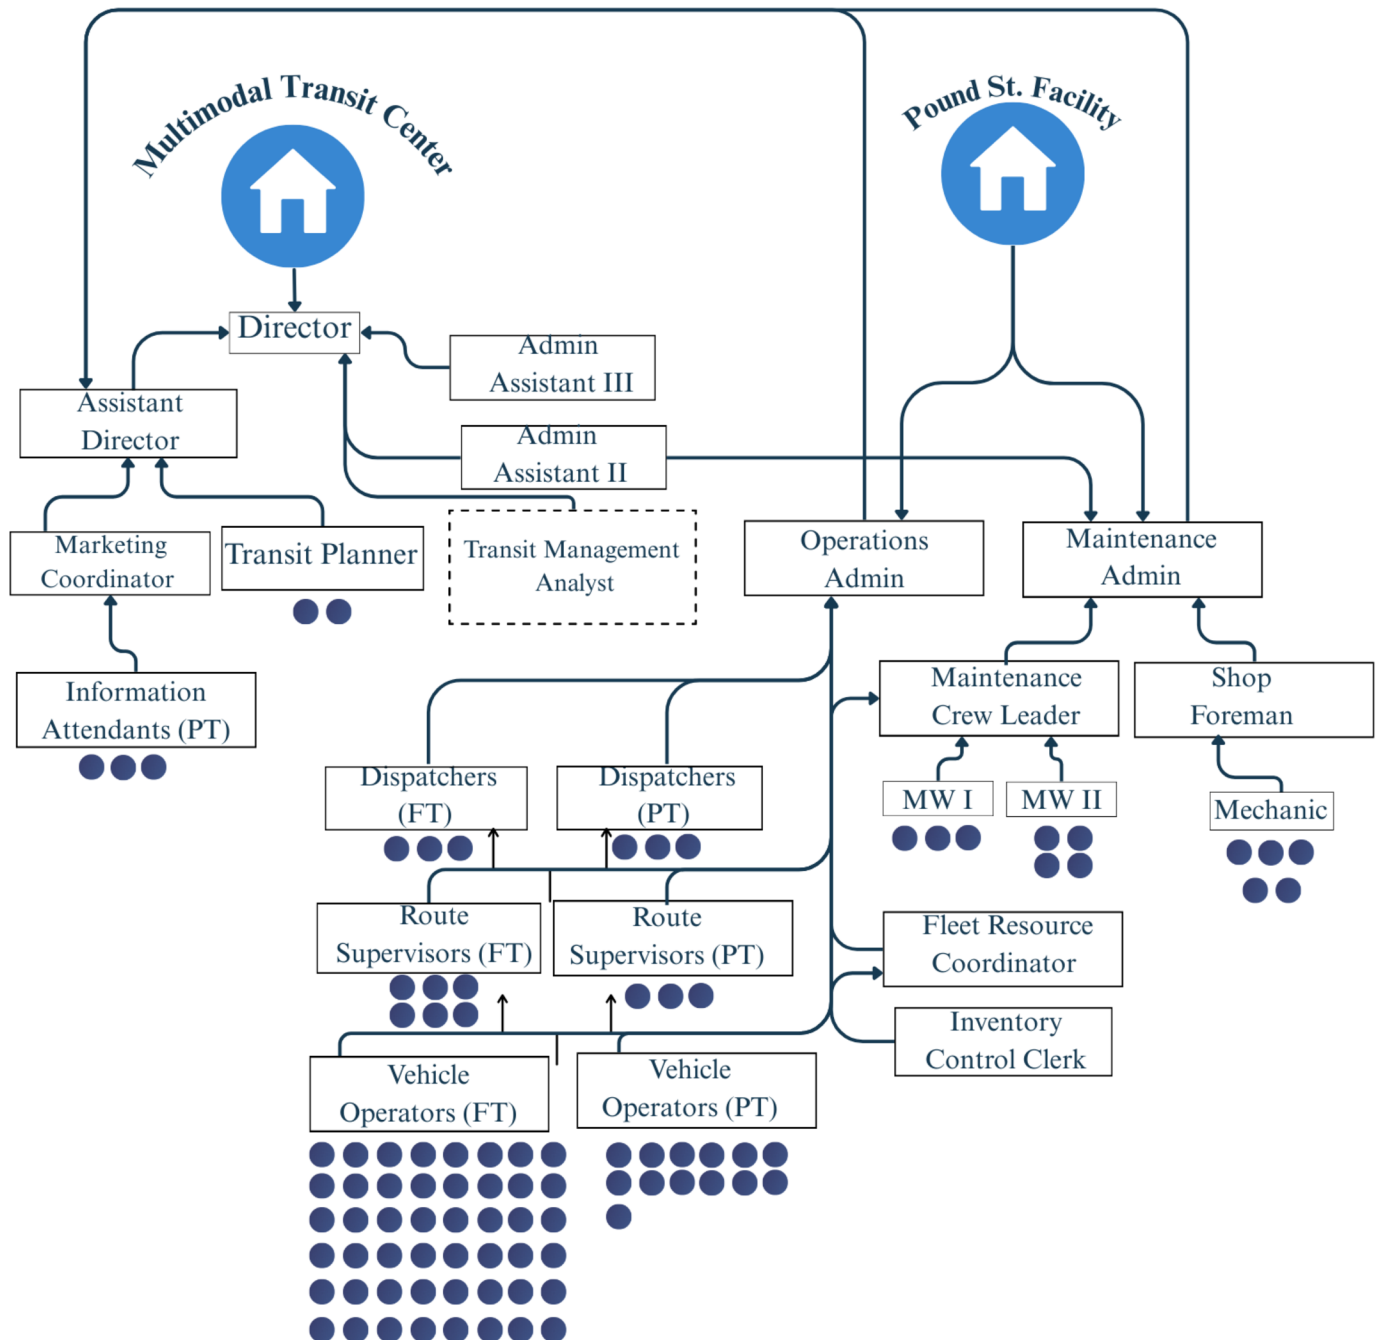 Multimodal Transit Center
Pound St. Facility
Director
Admin
Assistant III
Assistant
Director
Admin
Assistant II
Marketing
Coordinator
Transit Planner
Transit Management
Analyst
Operations
Admin
Maintenance
Admin
Information
Attendants (PT)
Maintenance
Crew Leader
Shop
Foreman
Dispatchers
(FT)
Dispatchers
(PT)
MW I
MW II
Mechanic
Route
Supervisors (FT)
Route
Supervisors (PT)
Fleet Resource
Coordinator
Inventory
Control Clerk
Vehicle
Operators (FT)
Vehicle
Operators (PT)